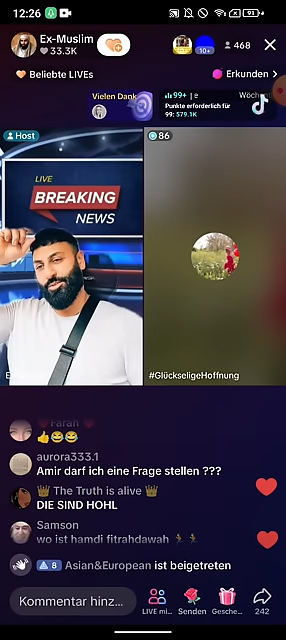 12:26
91
Ex-Muslim
33.3K
10+
468
Beliebte LIVEs
Erkunden
Vielen Dank
99+ | e
Punkte erforderlich für
99: 579.1K
Host
86
LIVE
BREAKING
NEWS
#GlückseligeHoffnung
Farah
aurora333.1
Amir darf ich eine Frage stellen ???
The Truth is alive
DIE SIND HOHL
Samson
wo ist hamdi fitrahdawah
8 Asian&European ist beigetreten
Kommentar hinz...
LIVE mi...
Senden
Gesche...
242